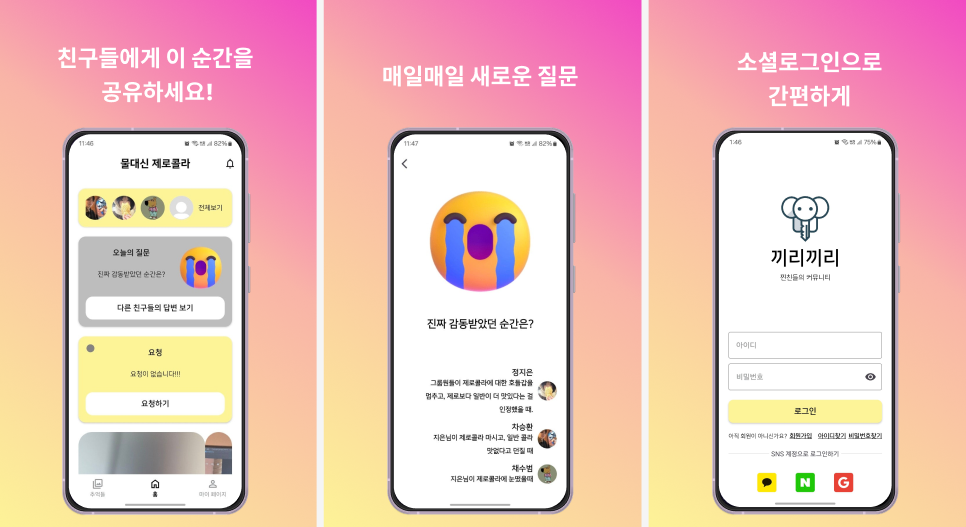 친구들에게 이 순간을
공유하세요!
11:46
82%
물대신 제로콜라
전체보기
오늘의 질문
진짜 감동받았던 순간은?
다른 친구들의 답변 보기
요청
요청이 없습니다!!!
요청하기
추억들
홈
마이 페이지
매일매일 새로운 질문
11:47
82%
진짜 감동받았던 순간은?
정지은
그룹원들이 제로콜라에 대한 호들갑을
멈추고, 제로보다 일반이 더 맛있다는 걸
인정했을 때.
차승환
지은님이 제로콜라 마시고, 일반 콜라
맛없다고 던질 때
채수범
지은님이 제로콜라에 눈떴을때
소셜로그인으로
간편하게
1:46
75%
끼리끼리
찐친들의 커뮤니티
아이디
비밀번호
로그인
아직 회원이 아니신가요? 회원가입 아이디찾기 비밀번호찾기
SNS 계정으로 로그인하기
N G